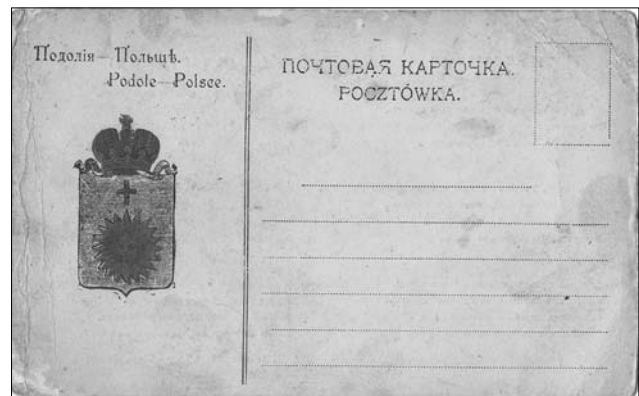 Подолія—Польщѣ.
Podole—Polsce.
ПОЧТОВАЯ КАРТОЧКА.
POCZTÓWKA.